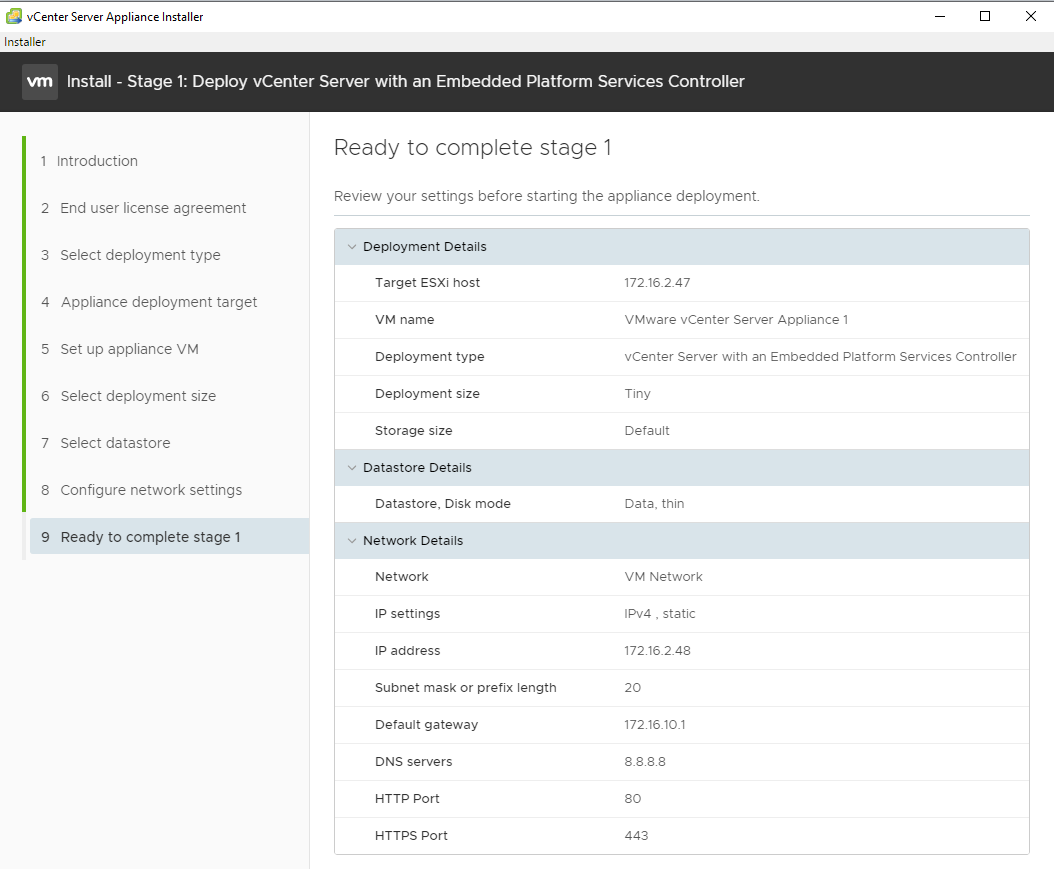 vCenter Server Appliance Installer
Installer
vm Install - Stage 1: Deploy vCenter Server with an Embedded Platform Services Controller
1 Introduction
2 End user license agreement
3 Select deployment type
4 Appliance deployment target
5 Set up appliance VM
6 Select deployment size
7 Select datastore
8 Configure network settings
9 Ready to complete stage 1
Ready to complete stage 1
Review your settings before starting the appliance deployment.
Deployment Details
Target ESXi host 172.16.2.47
VM name VMware vCenter Server Appliance 1
Deployment type vCenter Server with an Embedded Platform Services Controller
Deployment size Tiny
Storage size Default
Datastore Details
Datastore, Disk mode Data, thin
Network Details
Network VM Network
IP settings IPv4 , static
IP address 172.16.2.48
Subnet mask or prefix length 20
Default gateway 172.16.10.1
DNS servers 8.8.8.8
HTTP Port 80
HTTPS Port 443